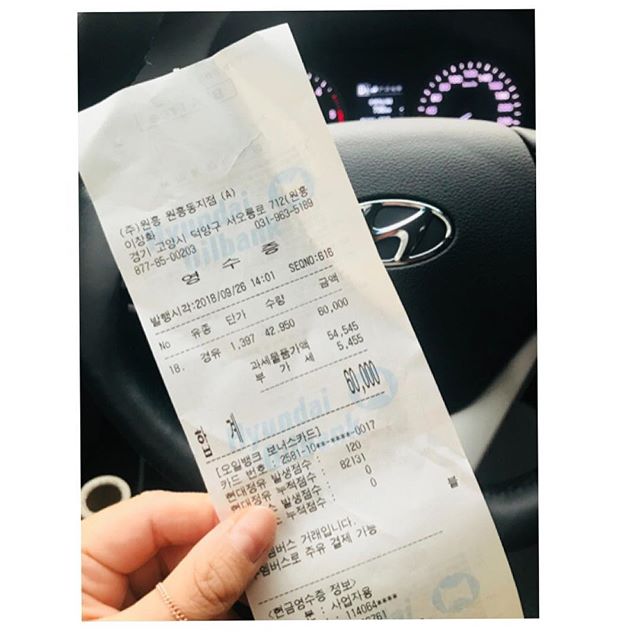 (주)원흥 원흥동지점 (A)
이창화
경기 고양시 덕양구 서오릉로 712(원흥
877-85-00203 031-963-5189
영 수 증
발행시각:2018/09/26 14:01 SEQNO:616
No 유종 단가 수량 금액
18. 경유 1,397 42.950 60,000
과세물품가액 54,545
부 가 세 5,455
합 계 60,000
[오일뱅크 보너스카드]
카드 번호 : 2581-10**-****-0017
현대정유 발생점수 : 120
현대정유 누적점수 : 82131
발생점수 : 0
누적점수 : 0
멤버스 거래입니다.
멤버스로 주유 결제 가능
<현금영수증 정보>
사업자용
114064****
Hyundai
Oilbank
Hyundai
Oilbank